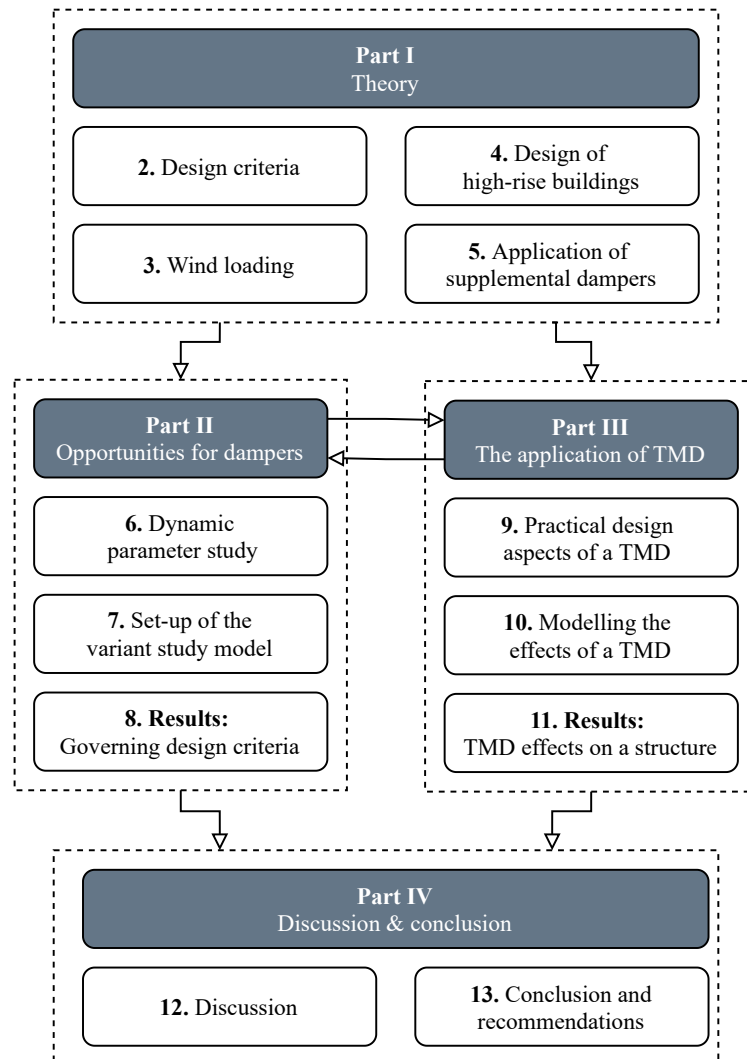 Part I
Theory
2. Design criteria
4. Design of
high-rise buildings
3. Wind loading
5. Application of
supplemental dampers
Part II
Opportunities for dampers
6. Dynamic
parameter study
7. Set-up of the
variant study model
8. Results:
Governing design criteria
Part III
The application of TMD
9. Practical design
aspects of a TMD
10. Modelling the
effects of a TMD
11. Results:
TMD effects on a structure
Part IV
Discussion & conclusion
12. Discussion
13. Conclusion and
recommendations